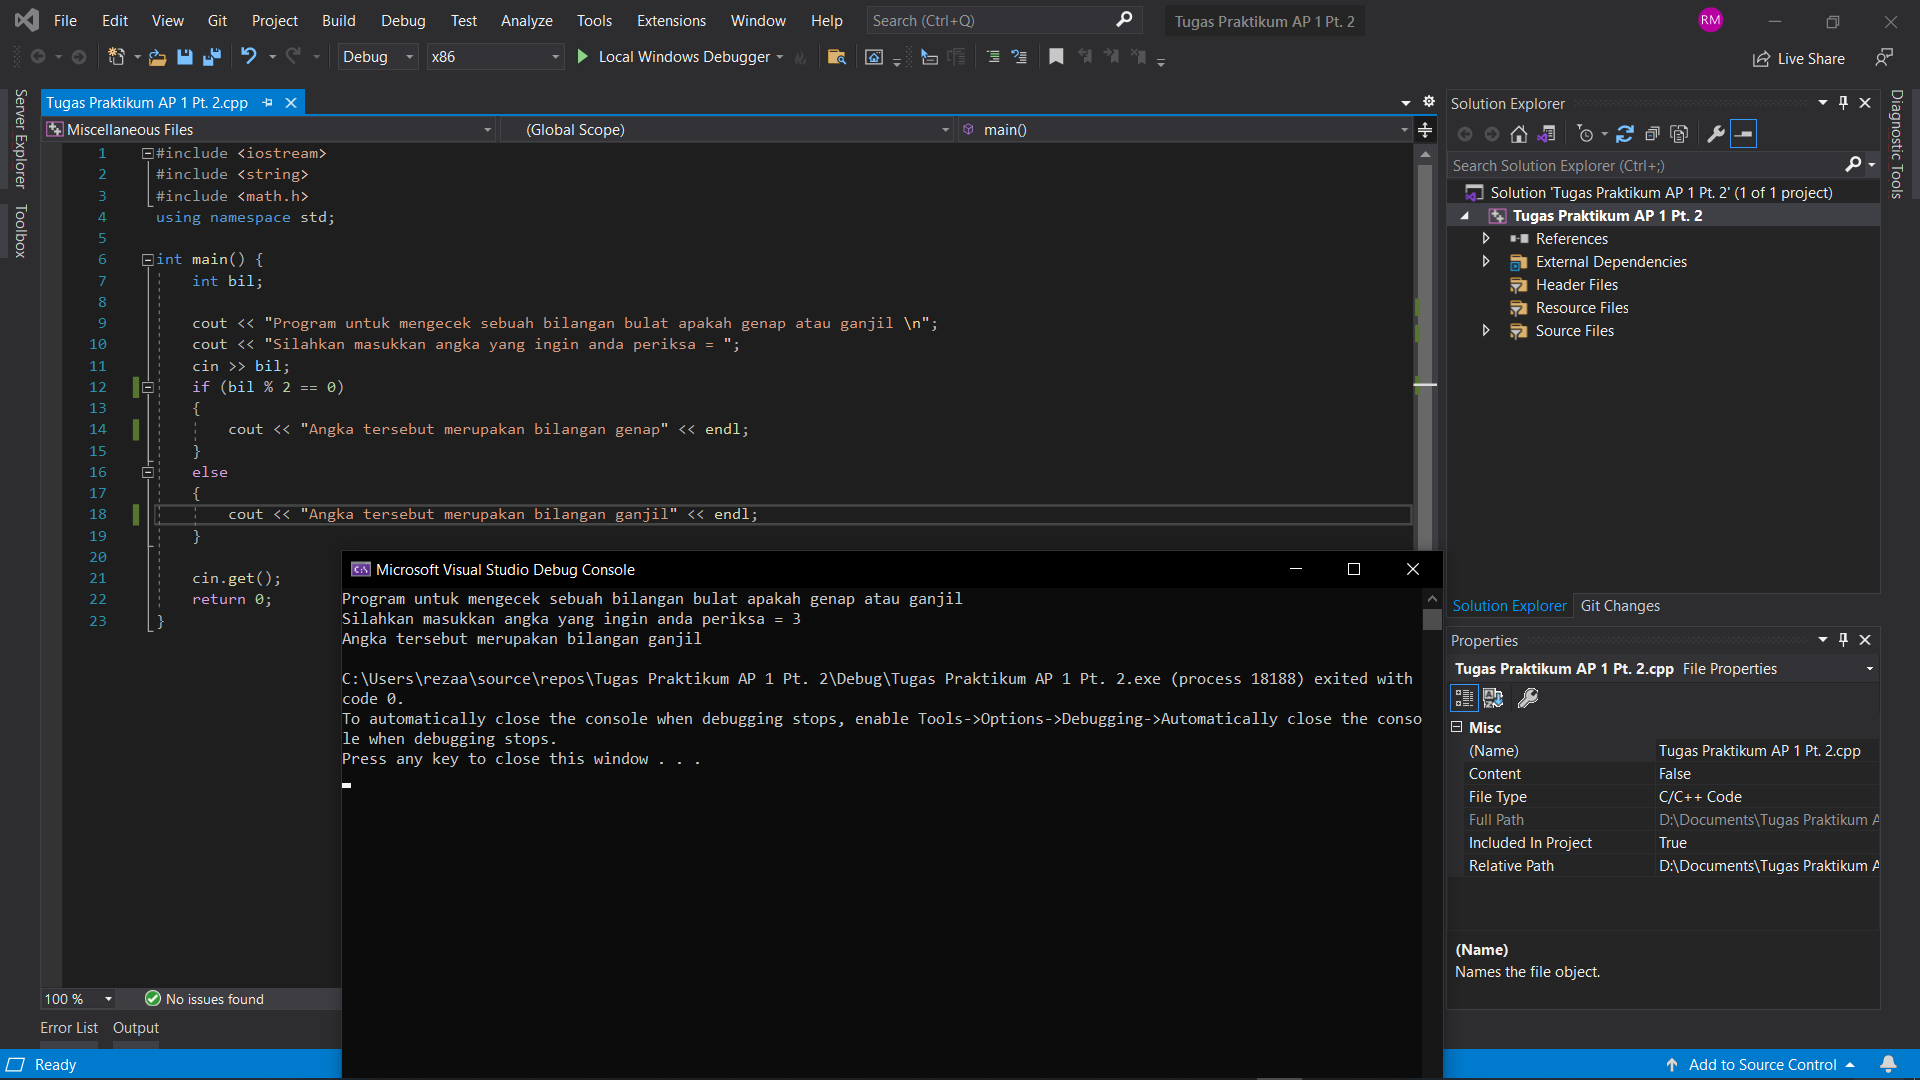 File Edit View Git Project Build Debug Test Analyze Tools Extensions Window Help Search (Ctrl+Q) Tugas Praktikum AP 1 Pt. 2 RM
Debug x86 Local Windows Debugger Live Share
Server Explorer
Toolbox
Tugas Praktikum AP 1 Pt. 2.cpp
Miscellaneous Files (Global Scope) main()
1 #include <iostream>
2 #include <string>
3 #include <math.h>
4 using namespace std;
5
6 int main() {
7 int bil;
8
9 cout << "Program untuk mengecek sebuah bilangan bulat apakah genap atau ganjil \n";
10 cout << "Silahkan masukkan angka yang ingin anda periksa = ";
11 cin >> bil;
12 if (bil % 2 == 0)
13 {
14 cout << "Angka tersebut merupakan bilangan genap" << endl;
15 }
16 else
17 {
18 cout << "Angka tersebut merupakan bilangan ganjil" << endl;
19 }
20
21 cin.get();
22 return 0;
23 }
Microsoft Visual Studio Debug Console
Program untuk mengecek sebuah bilangan bulat apakah genap atau ganjil
Silahkan masukkan angka yang ingin anda periksa = 3
Angka tersebut merupakan bilangan ganjil
C:\Users\rezaa\source\repos\Tugas Praktikum AP 1 Pt. 2\Debug\Tugas Praktikum AP 1 Pt. 2.exe (process 18188) exited with
code 0.
To automatically close the console when debugging stops, enable Tools->Options->Debugging->Automatically close the conso
le when debugging stops.
Press any key to close this window . . .
100 % No issues found
Error List Output
Ready
Solution Explorer
Search Solution Explorer (Ctrl+;)
Solution 'Tugas Praktikum AP 1 Pt. 2' (1 of 1 project)
Tugas Praktikum AP 1 Pt. 2
References
External Dependencies
Header Files
Resource Files
Source Files
Solution Explorer Git Changes
Properties
Tugas Praktikum AP 1 Pt. 2.cpp File Properties
Misc
(Name) Tugas Praktikum AP 1 Pt. 2.cpp
Content False
File Type C/C++ Code
Full Path D:\Documents\Tugas Praktikum A
Included In Project True
Relative Path D:\Documents\Tugas Praktikum A
(Name)
Names the file object.
Diagnostic Tools
Add to Source Control